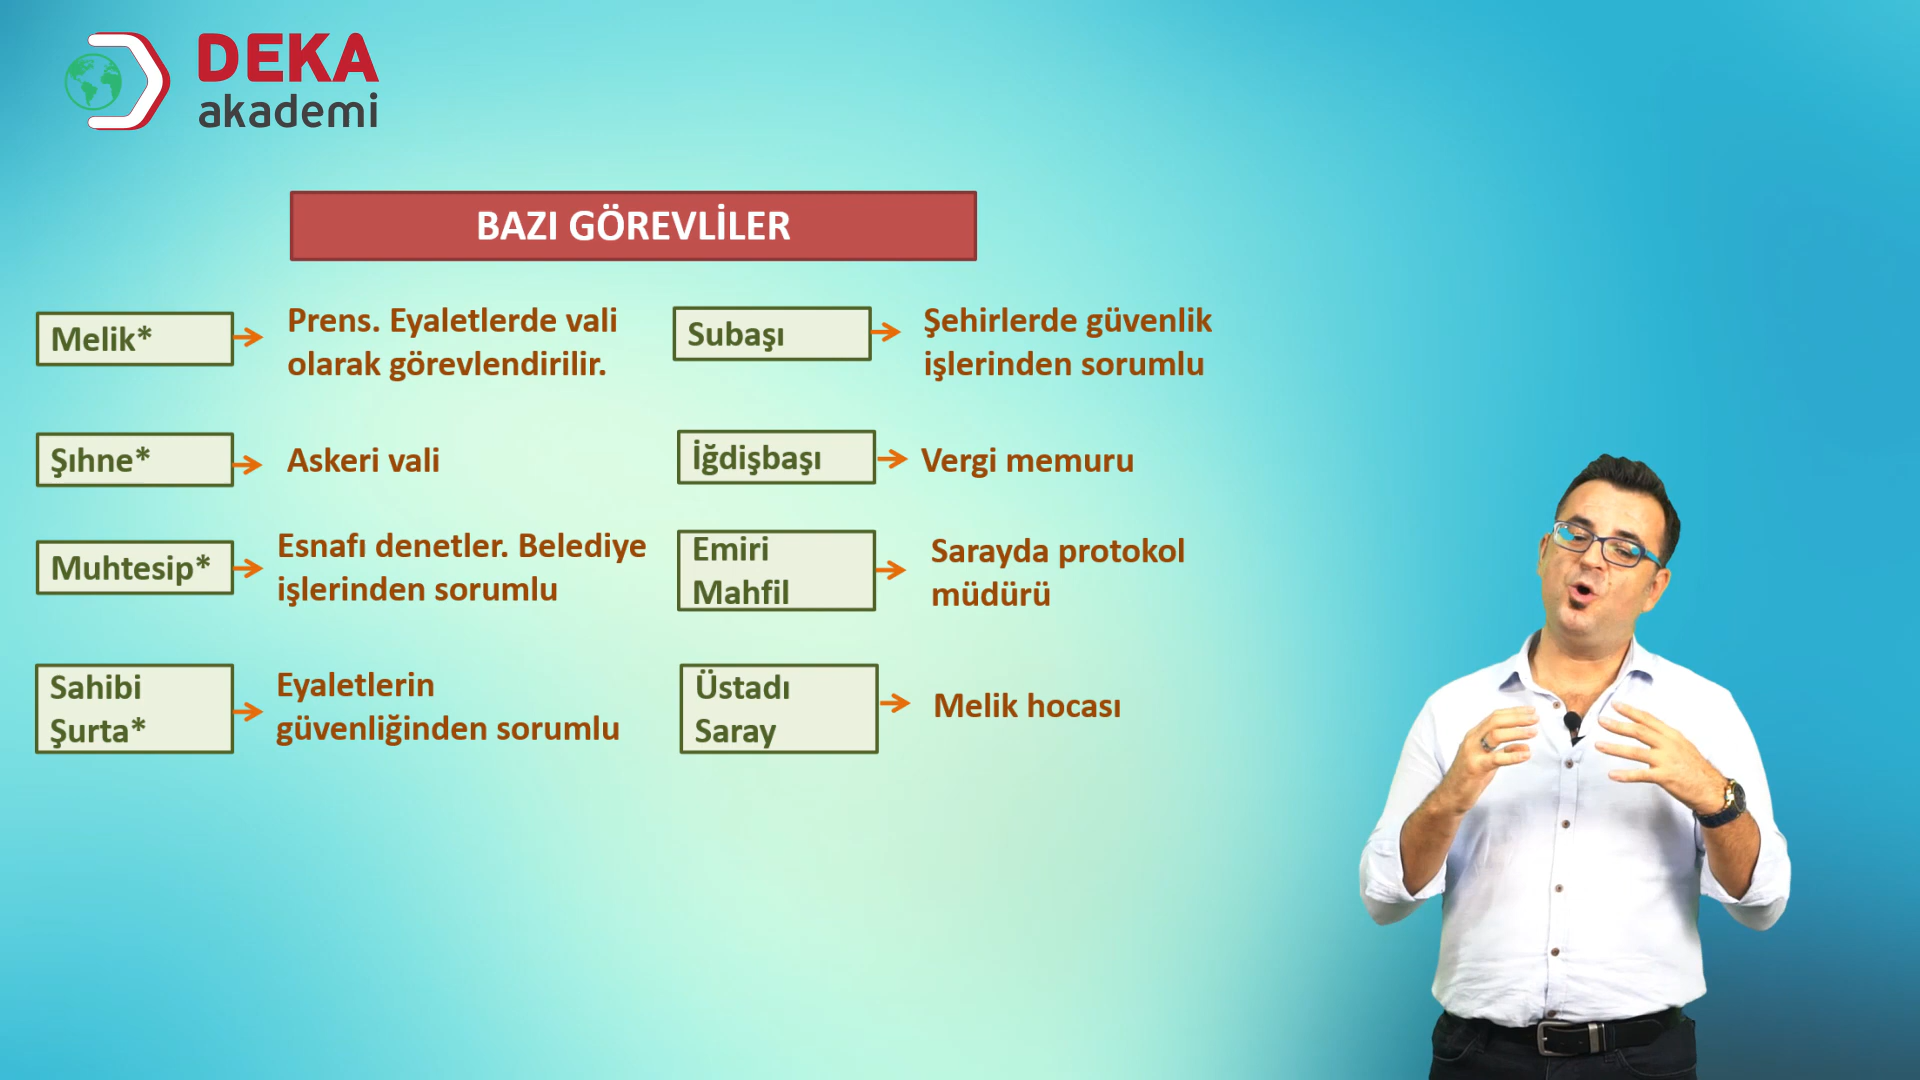 DEKA
akademi
BAZI GÖREVLİLER
Melik*
Prens. Eyaletlerde vali
olarak görevlendirilir.
Şıhne*
Askeri vali
Muhtesip*
Esnafı denetler. Belediye
işlerinden sorumlu
Sahibi
Şurta*
Eyaletlerin
güvenliğinden sorumlu
Subaşı
Şehirlerde güvenlik
işlerinden sorumlu
İğdişbaşı
Vergi memuru
Emiri
Mahfil
Sarayda protokol
müdürü
Üstadı
Saray
Melik hocası